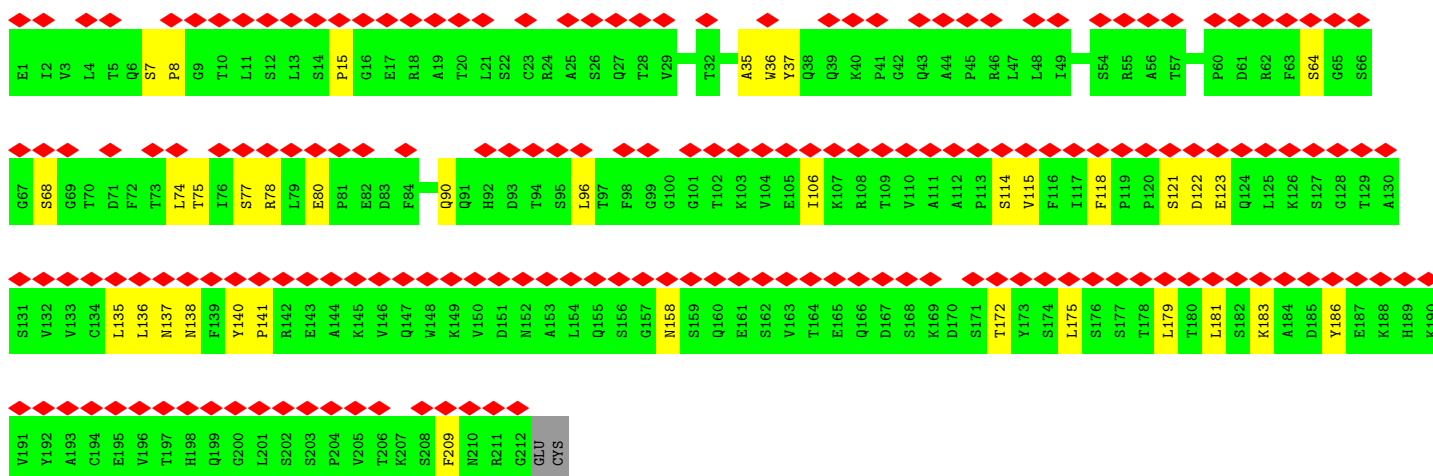 E1 I2 V3 L4 T5 Q6 S7 P8 G9 T10 L11 S12 L13 S14 P15 G16 E17 R18 A19 T20 L21 S22 C23 R24 A25 S26 Q27 T28 V29 T32 A35 W36 Y37 Q38 Q39 K40 P41 G42 Q43 A44 P45 R46 L47 L48 I49 S54 R55 A56 T57 P60 D61 R62 F63 S64 G65 S66
G67 S68 G69 T70 D71 F72 T73 L74 T75 I76 S77 R78 L79 E80 P81 E82 D83 F84 Q90 Q91 H92 D93 T94 S95 L96 T97 F98 G99 G100 G101 T102 K103 V104 E105 I106 K107 R108 T109 V110 A111 A112 P113 S114 V115 F116 I117 F118 P119 P120 S121 D122 E123 Q124 L125 K126 S127 G128 T129 A130
S131 V132 V133 C134 L135 L136 N137 N138 F139 Y140 P141 R142 E143 A144 K145 V146 Q147 W148 K149 V150 D151 N152 A153 L154 Q155 S156 G157 N158 S159 Q160 E161 S162 V163 T164 E165 Q166 D167 S168 K169 D170 S171 T172 Y173 S174 L175 S176 S177 T178 L179 T180 L181 S182 K183 A184 D185 Y186 E187 K188 H189 K190
V191 Y192 A193 C194 E195 V196 T197 H198 Q199 G200 L201 S202 S203 P204 V205 T206 K207 S208 F209 N210 R211 G212 GLU CYS